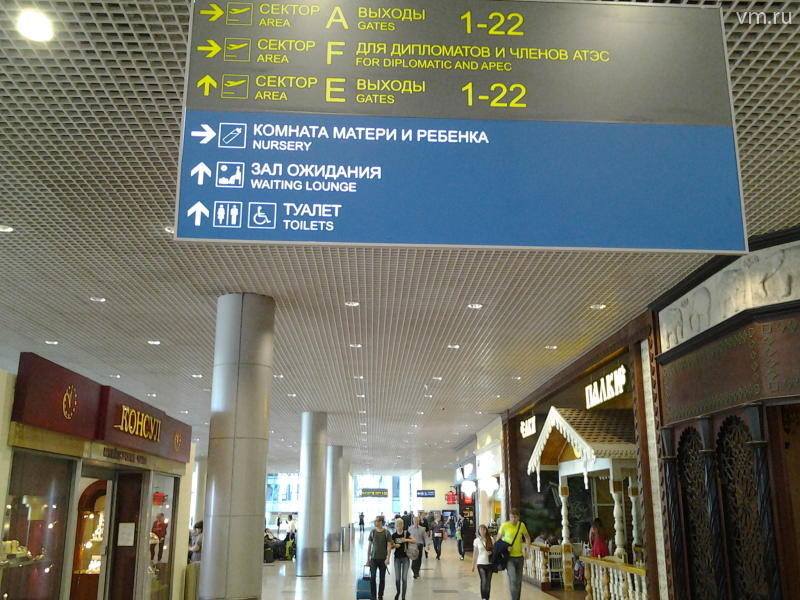 vm.ru
СЕКТОР A ВЫХОДЫ 1-22
AREA GATES
СЕКТОР F ДЛЯ ДИПЛОМАТОВ И ЧЛЕНОВ АТЭС
AREA FOR DIPLOMATIC AND APEC
СЕКТОР E ВЫХОДЫ 1-22
AREA GATES
КОМНАТА МАТЕРИ И РЕБЕНКА
NURSERY
ЗАЛ ОЖИДАНИЯ
WAITING LOUNGE
ТУАЛЕТ
TOILETS
КОНСУЛ
ПАЛКИ